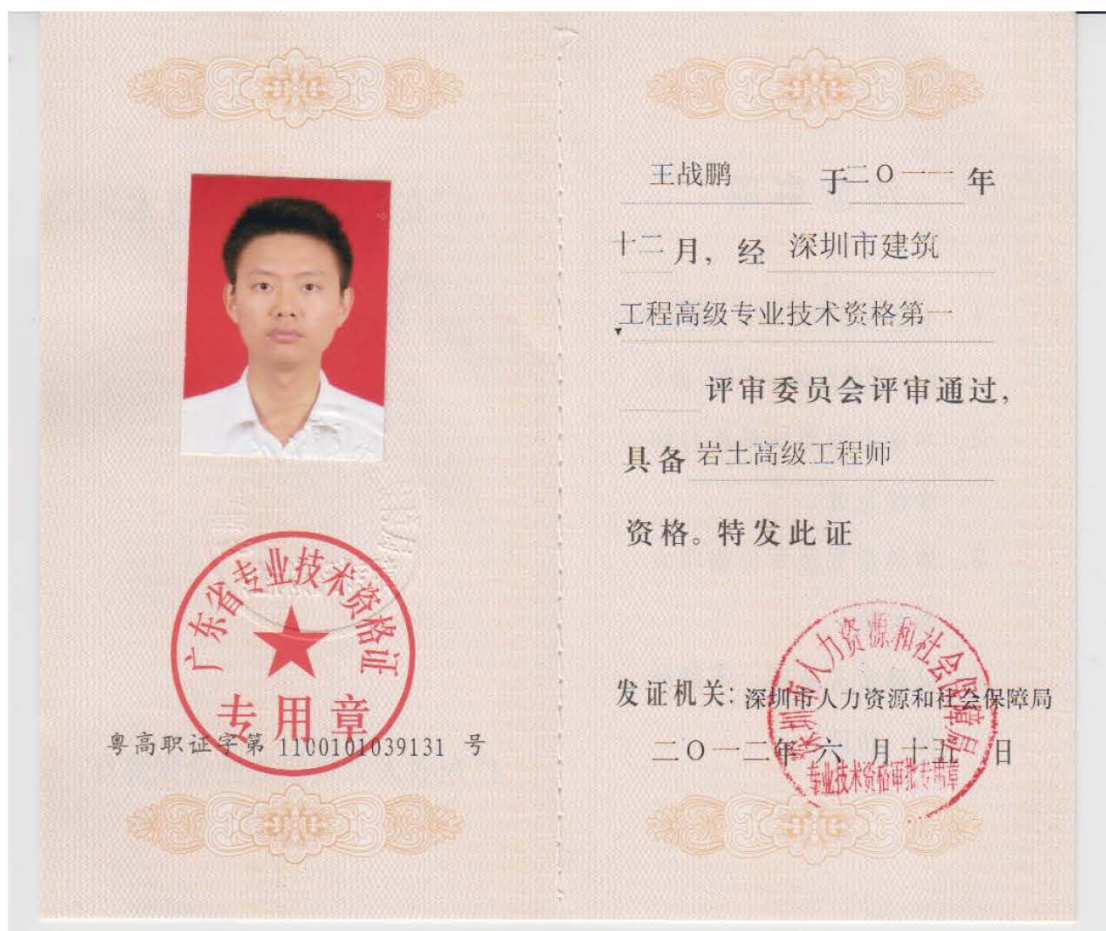 广东省专业技术资格证
专用章
粤高职证字第 1100101039131 号
王战鹏 于二〇一一年
十二月，经 深圳市建筑
工程高级专业技术资格第一
评审委员会评审通过，
具备 岩土高级工程师
资格。特发此证
发证机关：深圳市人力资源和社会保障局
二〇一二年 六 月十五 日
深圳市人力资源和社会保障局
专业技术资格审批专用章